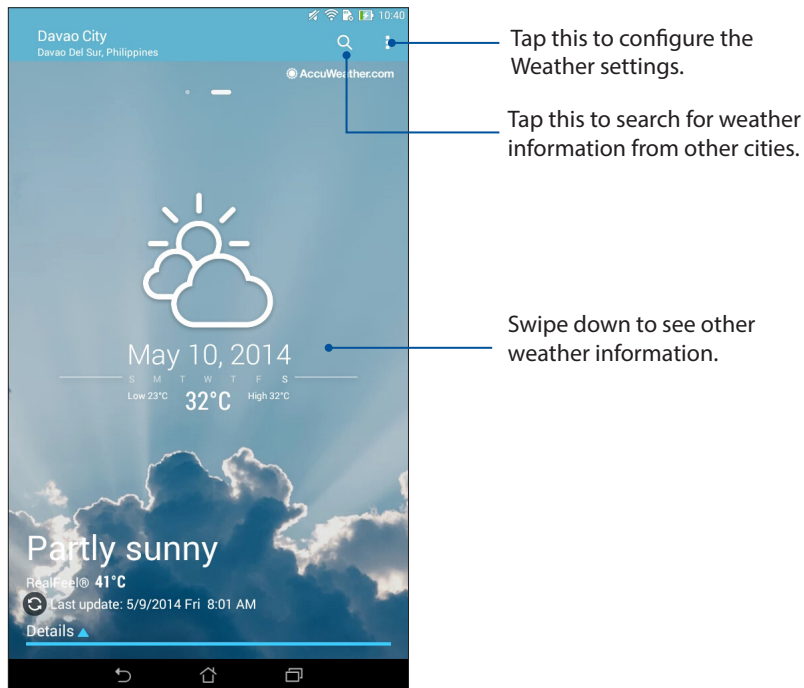 10:40
Davao City
Davao Del Sur, Philippines
AccuWeather.com
May 10, 2014
S M T W T F S
Low 23°C 32°C High 32°C
Partly sunny
RealFeel® 41°C
Last update: 5/9/2014 Fri 8:01 AM
Details
Tap this to configure the
Weather settings.
Tap this to search for weather
information from other cities.
Swipe down to see other
weather information.